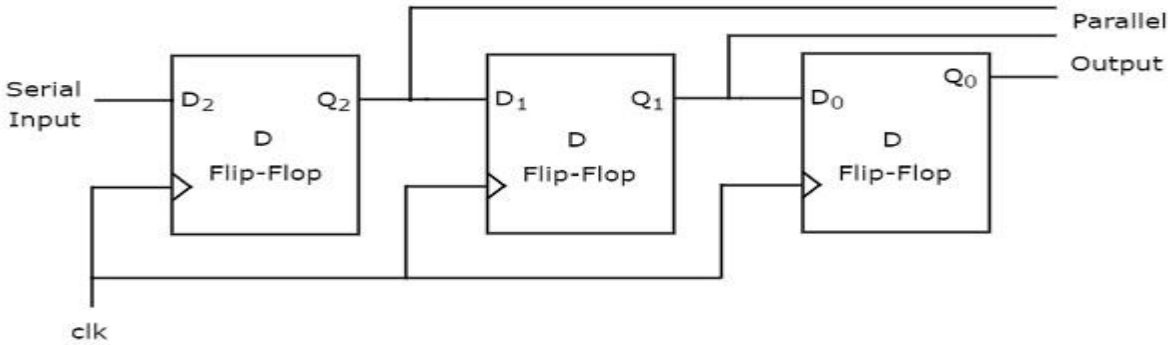 Parallel
Output
Serial
Input
D₂
Q₂
D
Flip-Flop
D₁
Q₁
D
Flip-Flop
D₀
Q₀
D
Flip-Flop
clk